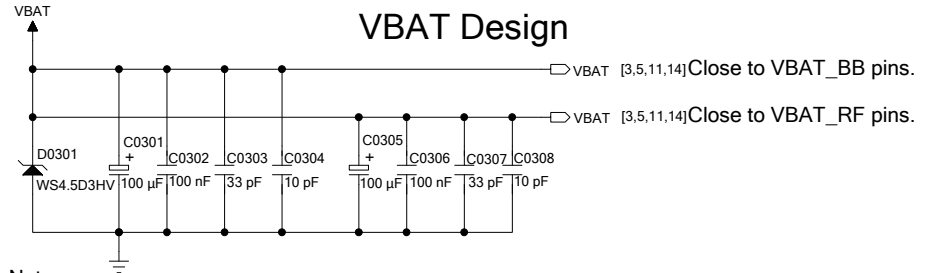 VBAT
VBAT Design
VBAT [3,5,11,14] Close to VBAT_BB pins.
VBAT [3,5,11,14] Close to VBAT_RF pins.
D0301
WS4.5D3HV
C0301
+
100 µF
C0302
100 nF
C0303
33 pF
C0304
10 pF
C0305
+
100 µF
C0306
100 nF
C0307
33 pF
C0308
10 pF